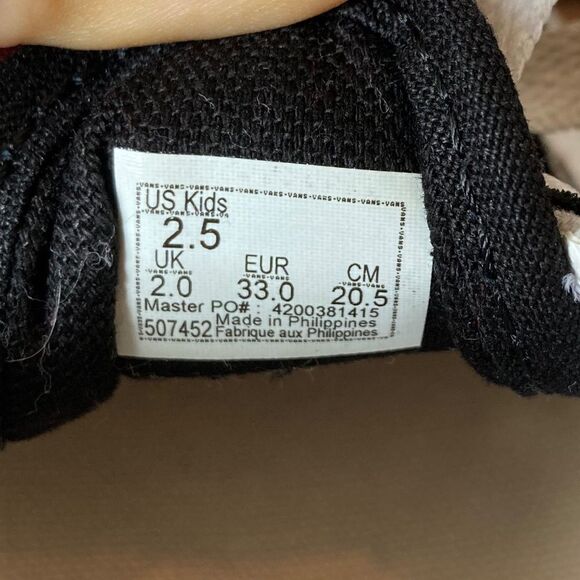 US Kids
2.5
UK EUR CM
2.0 33.0 20.5
Master PO# : 4200381415
507452 Made in Philippines
Fabrique aux Philippines